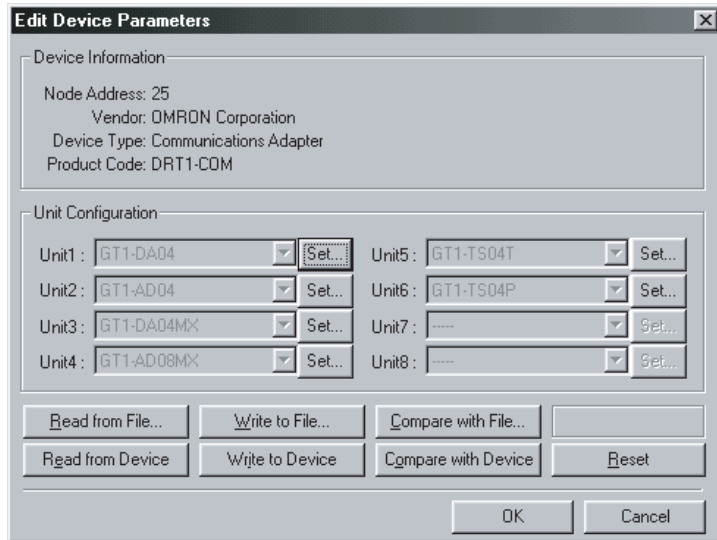 Edit Device Parameters
Device Information
Node Address: 25
Vendor: OMRON Corporation
Device Type: Communications Adapter
Product Code: DRT1-COM
Unit Configuration
Unit1 : GT1-DA04 Set... Unit5 : GT1-TS04T Set...
Unit2 : GT1-AD04 Set... Unit6 : GT1-TS04P Set...
Unit3 : GT1-DA04MX Set... Unit7 : ----- Set...
Unit4 : GT1-AD08MX Set... Unit8 : ----- Set...
Read from File... Write to File... Compare with File...
Read from Device Write to Device Compare with Device Reset
OK Cancel